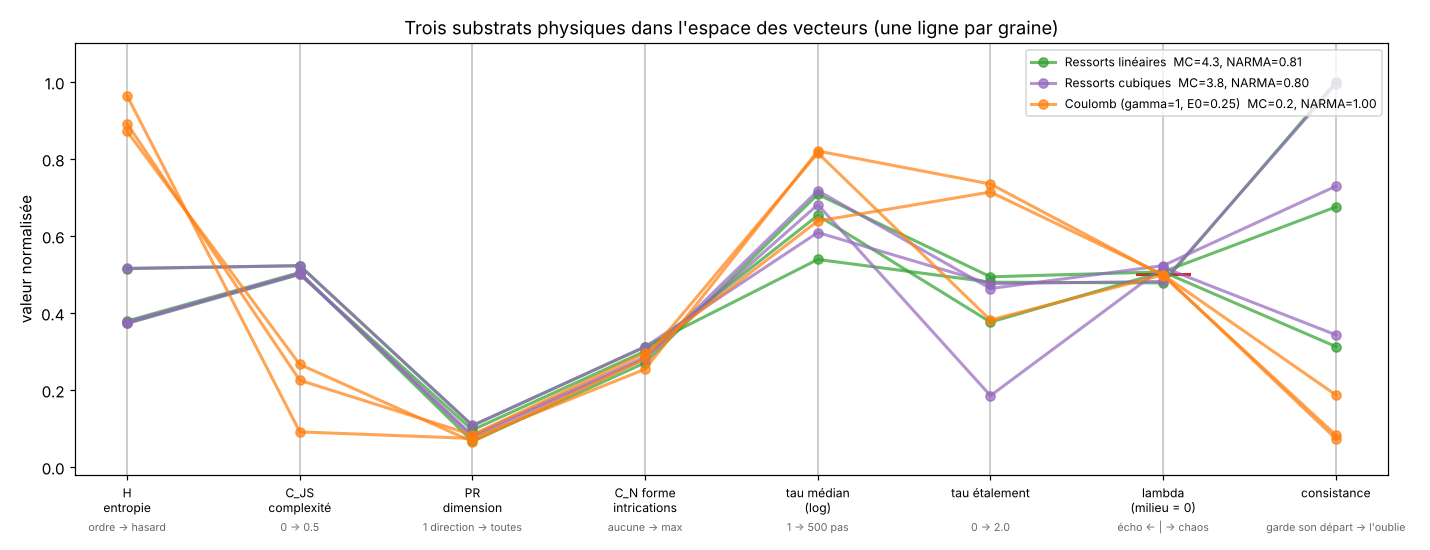 Trois substrats physiques dans l'espace des vecteurs (une ligne par graine)
Ressorts linéaires MC=4.3, NARMA=0.81
Ressorts cubiques MC=3.8, NARMA=0.80
Coulomb (gamma=1, E0=0.25) MC=0.2, NARMA=1.00
valeur normalisée
1.0
0.8
0.6
0.4
0.2
0.0
H
entropie
ordre → hasard
C_JS
complexité
0 → 0.5
PR
dimension
1 direction → toutes
C_N forme
intrications
aucune → max
tau médian
(log)
1 → 500 pas
tau étalement
0 → 2.0
lambda
(milieu = 0)
écho ← | → chaos
consistance
garde son départ → l'oublie